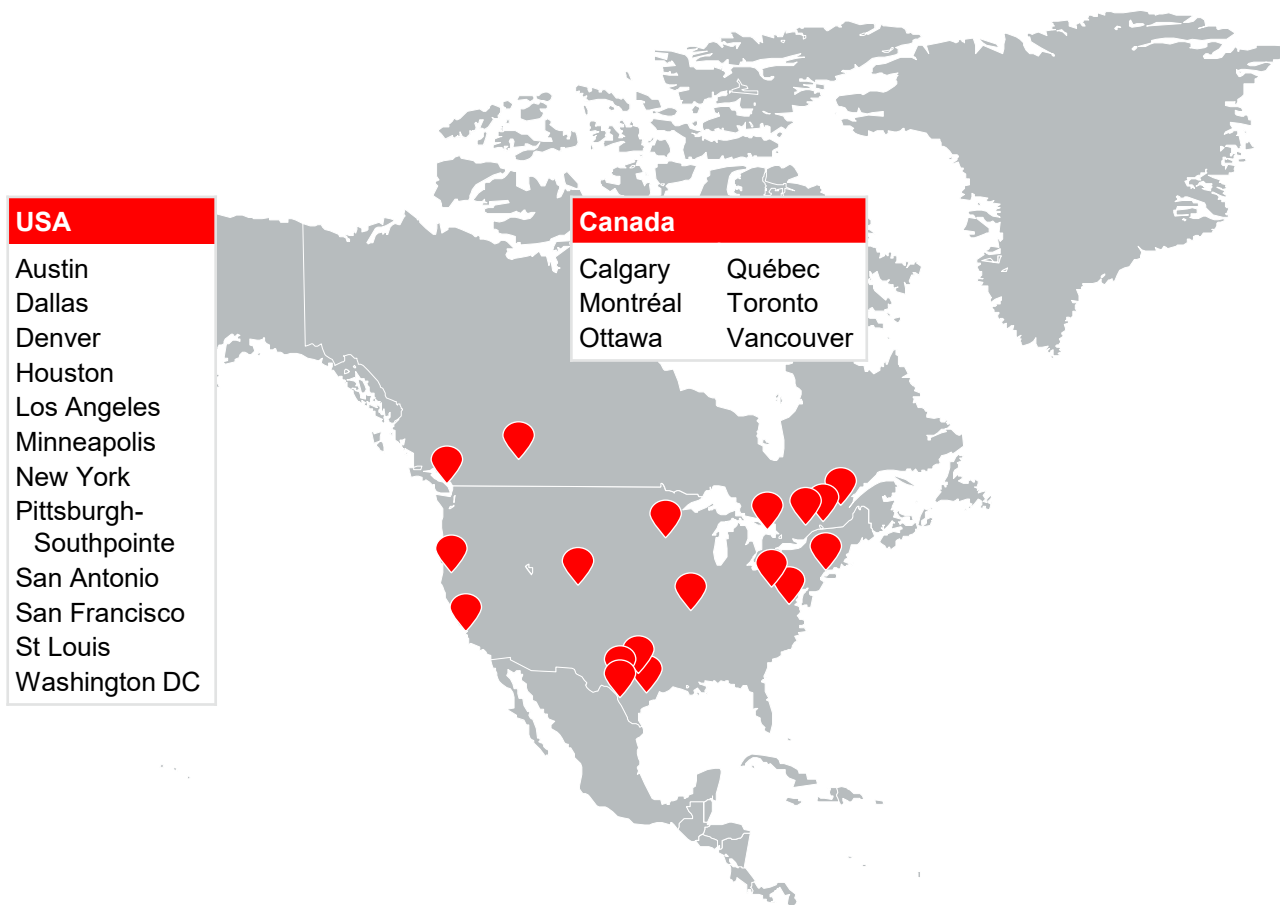 USA
Austin
Dallas
Denver
Houston
Los Angeles
Minneapolis
New York
Pittsburgh-
Southpointe
San Antonio
San Francisco
St Louis
Washington DC
Canada
Calgary
Montréal
Ottawa
Québec
Toronto
Vancouver